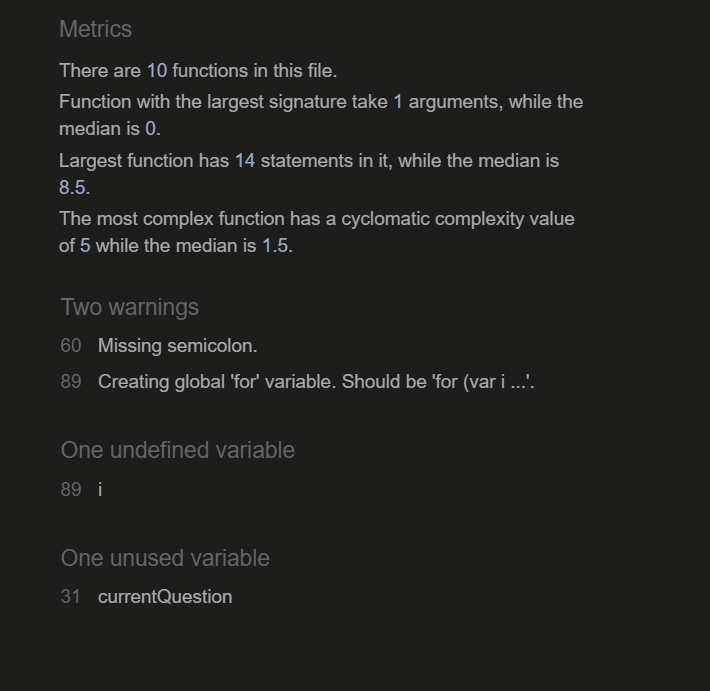 Metrics
There are 10 functions in this file.
Function with the largest signature take 1 arguments, while the
median is 0.
Largest function has 14 statements in it, while the median is
8.5.
The most complex function has a cyclomatic complexity value
of 5 while the median is 1.5.
Two warnings
60 Missing semicolon.
89 Creating global 'for' variable. Should be 'for (var i ...'.
One undefined variable
89 i
One unused variable
31 currentQuestion